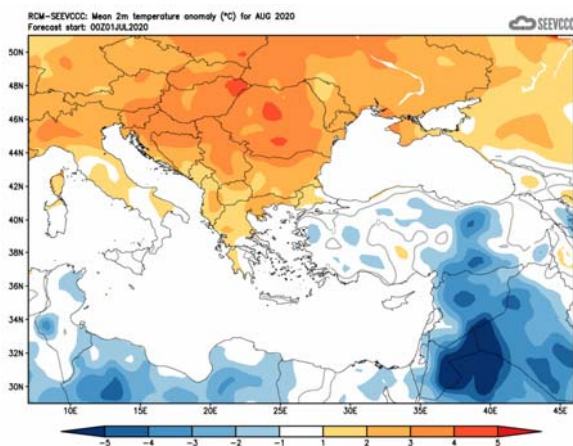 RCM-SEEVCCC: Mean 2m temperature anomaly (°C) for AUG 2020
Forecast start: 00Z01JUL2020
SEEVCCC
50N
48N
46N
44N
42N
40N
38N
36N
34N
32N
30N
10E 15E 20E 25E 30E 35E 40E 45E
-5 -4 -3 -2 -1 1 2 3 4 5